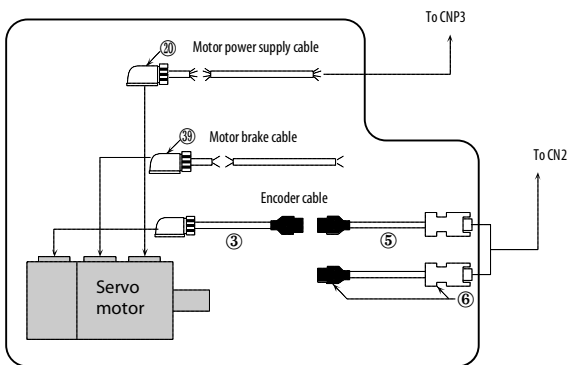 To CNP3
⑳ Motor power supply cable
㊴ Motor brake cable
To CN2
Encoder cable
③
⑤
⑥
Servo
motor